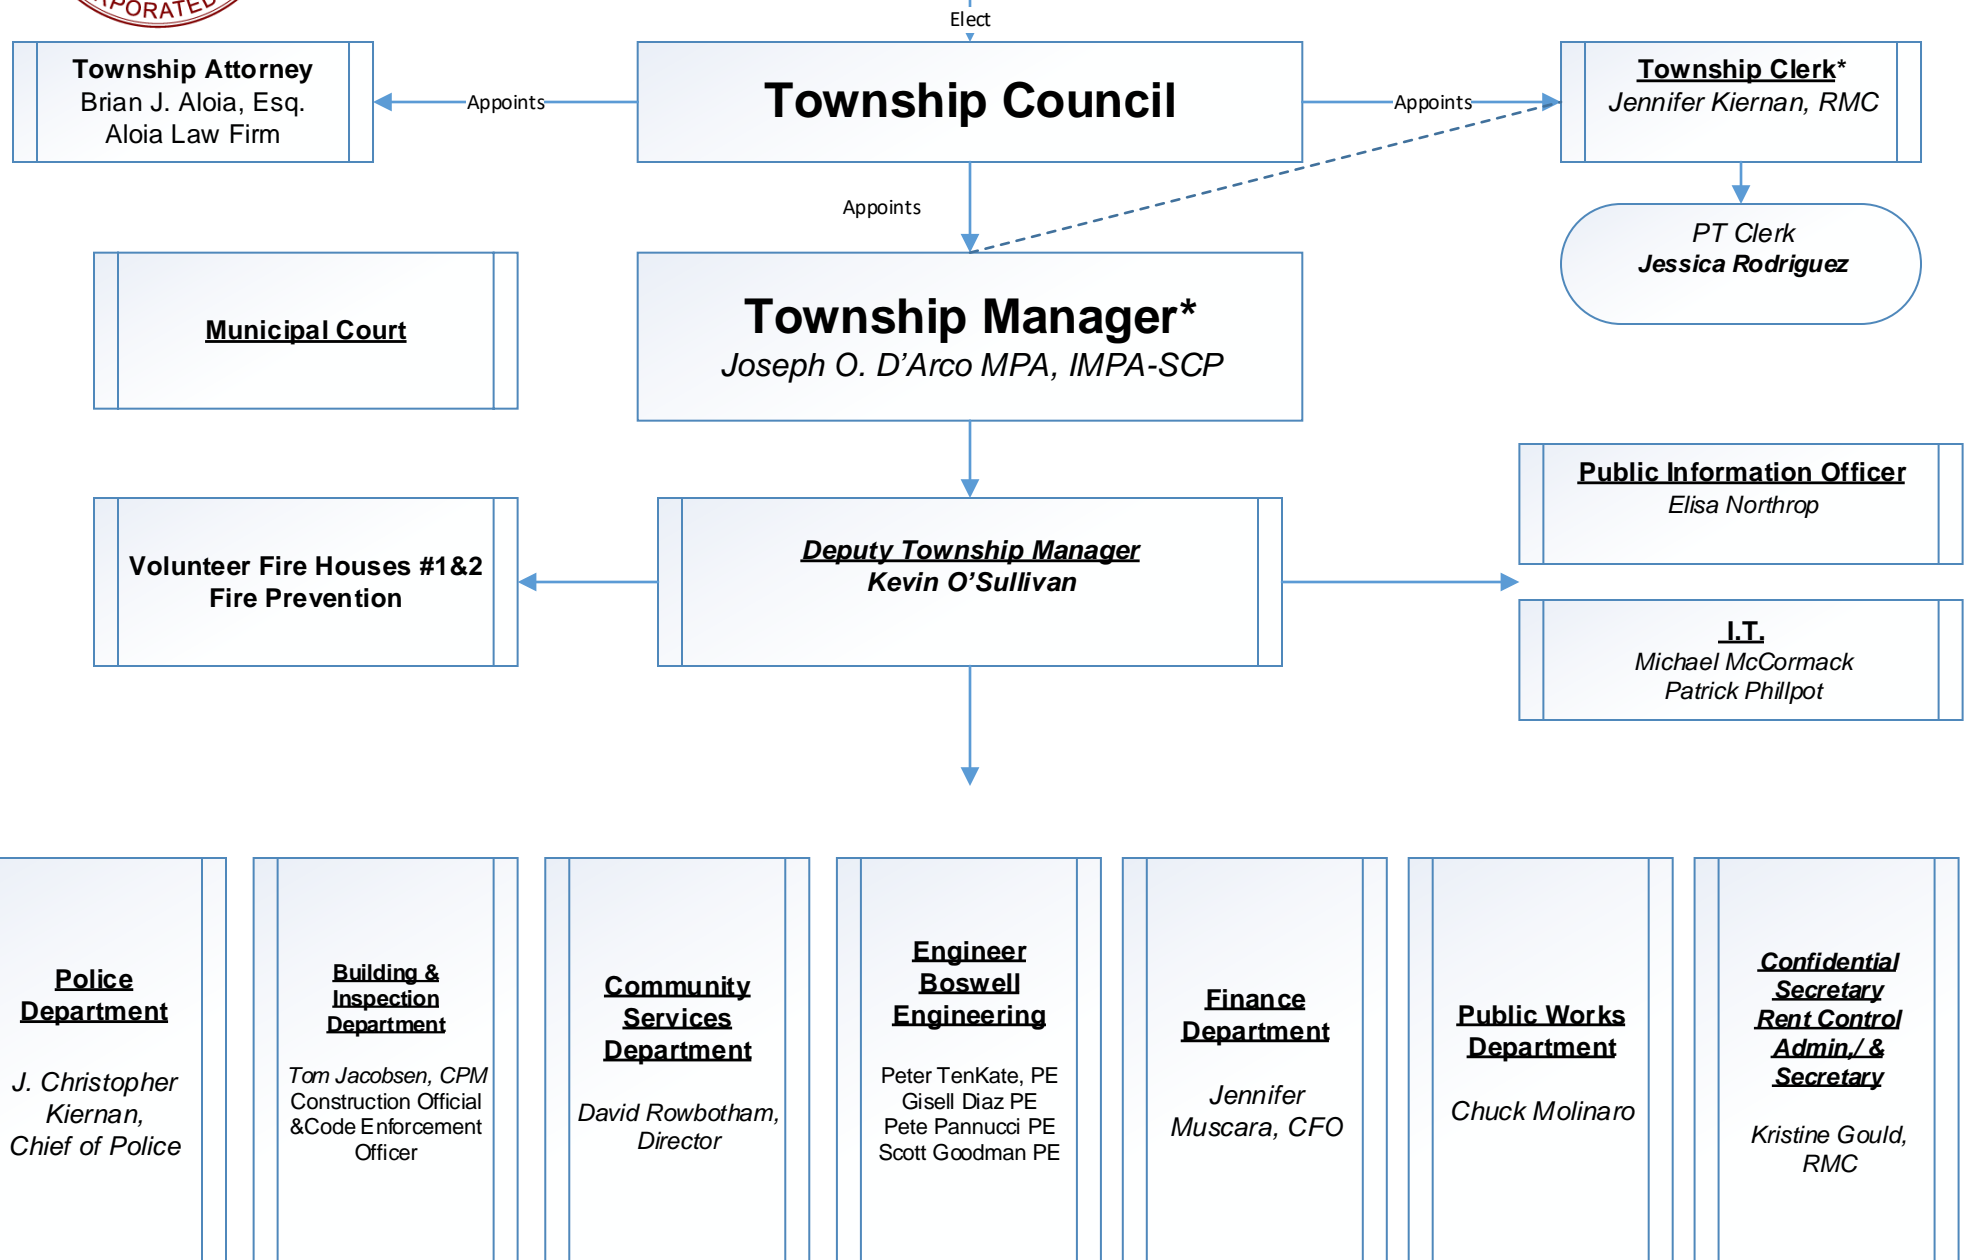 PORATED
Elect
Township Attorney
Brian J. Aloia, Esq.
Aloia Law Firm
Appoints
Township Council
Appoints
Township Clerk*
Jennifer Kiernan, RMC
Appoints
PT Clerk
Jessica Rodriguez
Municipal Court
Township Manager*
Joseph O. D’Arco MPA, IMPA-SCP
Public Information Officer
Elisa Northrop
Volunteer Fire Houses #1&2
Fire Prevention
Deputy Township Manager
Kevin O’Sullivan
I.T.
Michael McCormack
Patrick Phillpot
Police
Department
J. Christopher
Kiernan,
Chief of Police
Building &
Inspection
Department
Tom Jacobsen, CPM
Construction Official
&Code Enforcement
Officer
Community
Services
Department
David Rowbotham,
Director
Engineer
Boswell
Engineering
Peter TenKate, PE
Gisell Diaz PE
Pete Pannucci PE
Scott Goodman PE
Finance
Department
Jennifer
Muscara, CFO
Public Works
Department
Chuck Molinaro
Confidential
Secretary
Rent Control
Admin,/ &
Secretary
Kristine Gould,
RMC